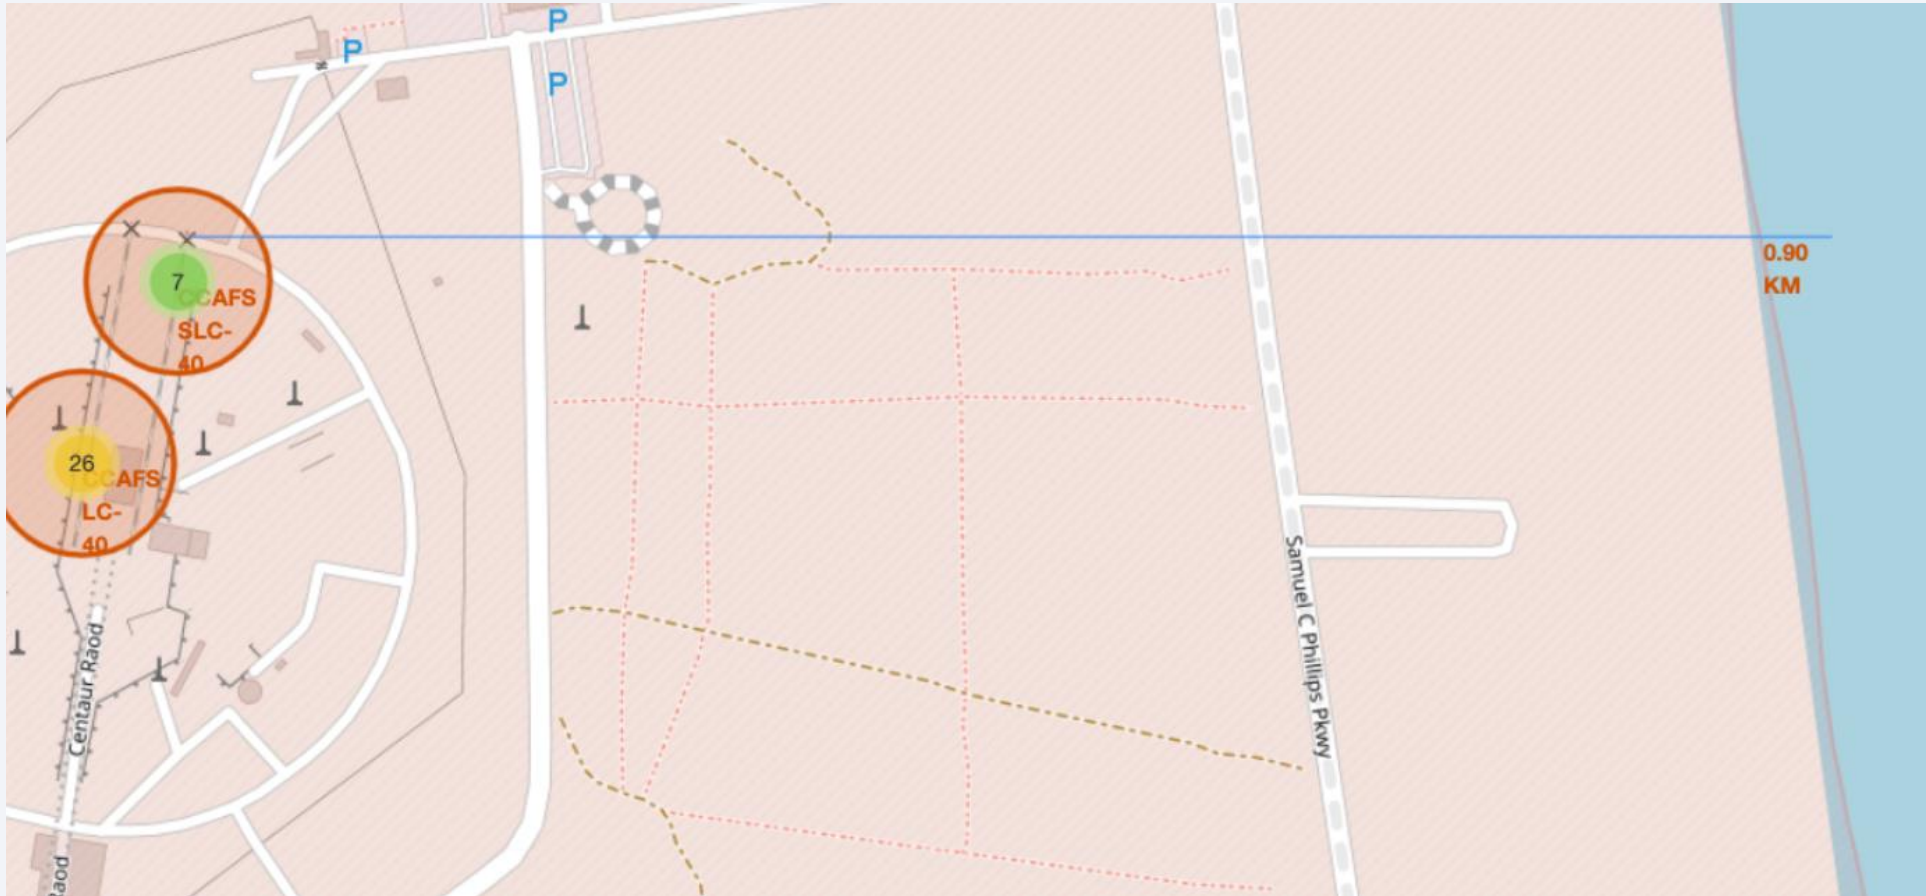 P
P
P
0.90
KM
7
CCAFS
SLC-
40
26
CCAFS
LC-
40
Samuel C Phillips Pkwy
Centaur Raod
Raod